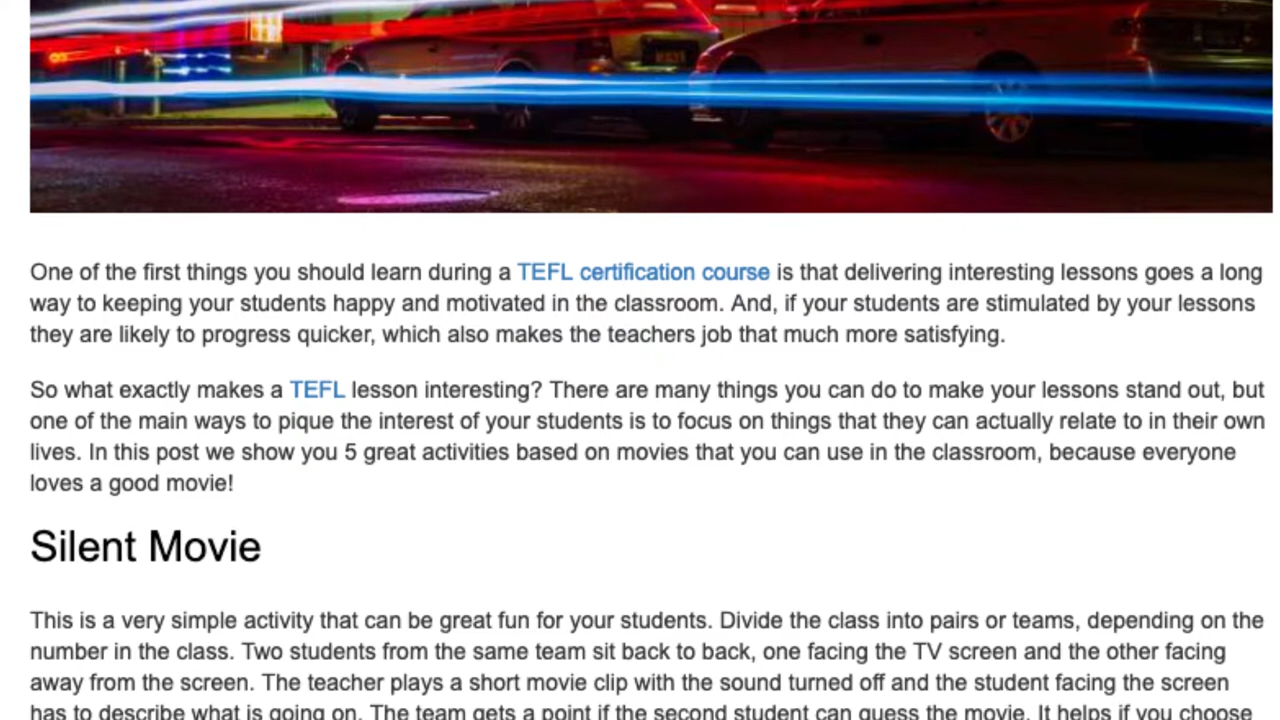 One of the first things you should learn during a TEFL certification course is that delivering interesting lessons goes a long
way to keeping your students happy and motivated in the classroom. And, if your students are stimulated by your lessons
they are likely to progress quicker, which also makes the teachers job that much more satisfying.
So what exactly makes a TEFL lesson interesting? There are many things you can do to make your lessons stand out, but
one of the main ways to pique the interest of your students is to focus on things that they can actually relate to in their own
lives. In this post we show you 5 great activities based on movies that you can use in the classroom, because everyone
loves a good movie!
Silent Movie
This is a very simple activity that can be great fun for your students. Divide the class into pairs or teams, depending on the
number in the class. Two students from the same team sit back to back, one facing the TV screen and the other facing
away from the screen. The teacher plays a short movie clip with the sound turned off and the student facing the screen
has to describe what is going on. The team gets a point if the second student can guess the movie. It helps if you choose